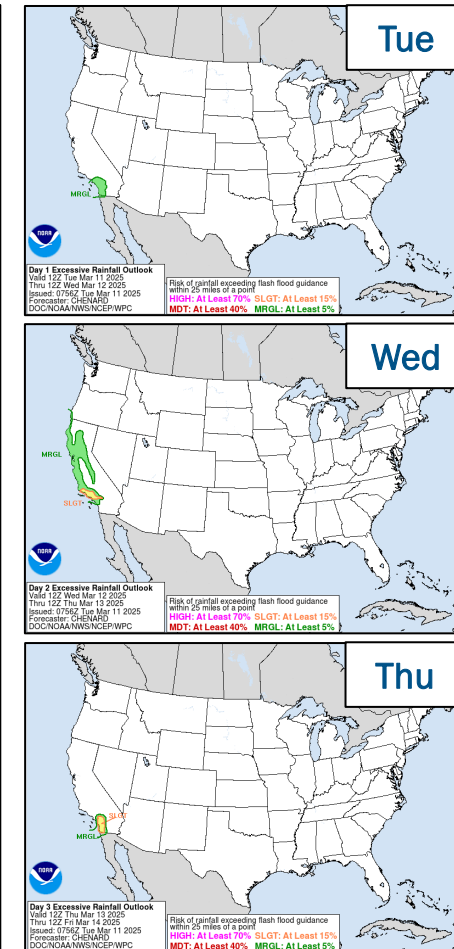 Tue
MRGL
NOAA
Day 1 Excessive Rainfall Outlook
Valid 12Z Tue Mar 11 2025
Thru 12Z Wed Mar 12 2025
Issued: 0756Z Tue Mar 11 2025
Forecaster: CHENARD
DOC/NOAA/NWS/NCEP/WPC
Risk of rainfall exceeding flash flood guidance
within 25 miles of a point
HIGH: At Least 70% SLGT: At Least 15%
MDT: At Least 40% MRGL: At Least 5%
Wed
MRGL
SLGT
NOAA
Day 2 Excessive Rainfall Outlook
Valid 12Z Wed Mar 12 2025
Thru 12Z Thu Mar 13 2025
Issued: 0756Z Tue Mar 11 2025
Forecaster: CHENARD
DOC/NOAA/NWS/NCEP/WPC
Risk of rainfall exceeding flash flood guidance
within 25 miles of a point
HIGH: At Least 70% SLGT: At Least 15%
MDT: At Least 40% MRGL: At Least 5%
Thu
SLGT
MRGL
NOAA
Day 3 Excessive Rainfall Outlook
Valid 12Z Thu Mar 13 2025
Thru 12Z Fri Mar 14 2025
Issued: 0756Z Tue Mar 11 2025
Forecaster: CHENARD
DOC/NOAA/NWS/NCEP/WPC
Risk of rainfall exceeding flash flood guidance
within 25 miles of a point
HIGH: At Least 70% SLGT: At Least 15%
MDT: At Least 40% MRGL: At Least 5%